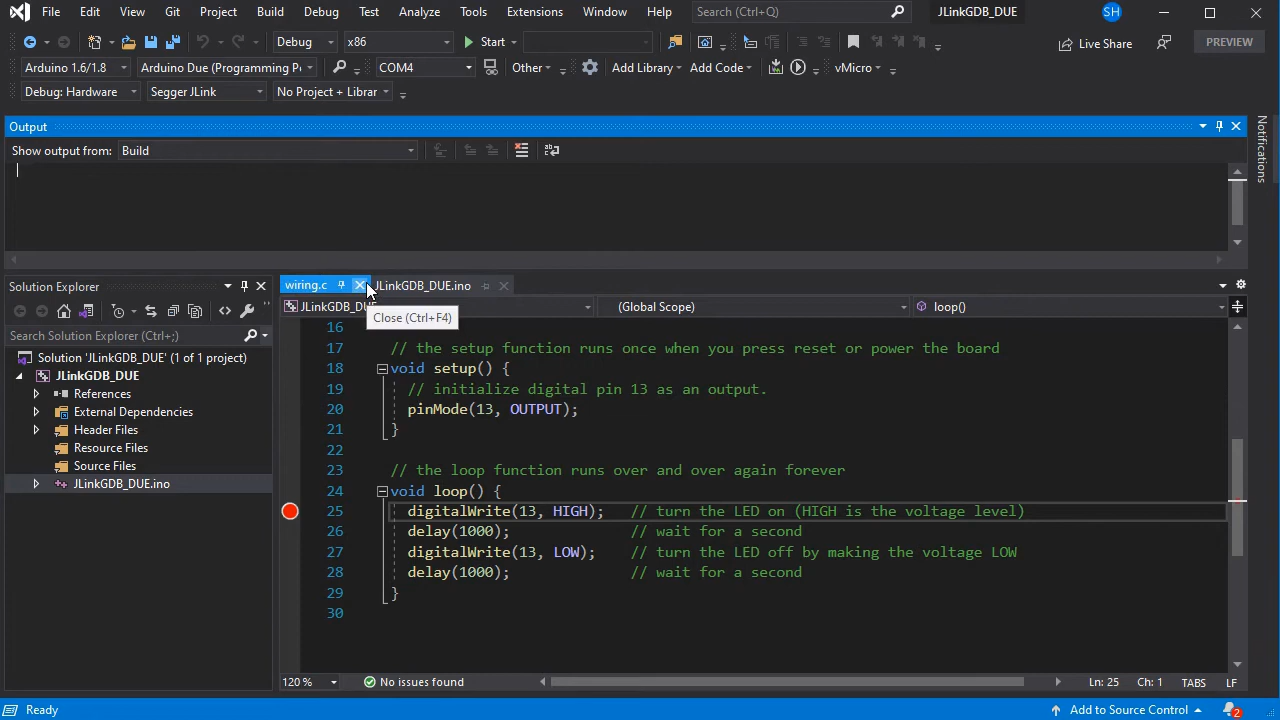 File Edit View Git Project Build Debug Test Analyze Tools Extensions Window Help Search (Ctrl+Q) JLinkGDB_DUE SH
Debug x86 Start Live Share PREVIEW
Arduino 1.6/1.8 Arduino Due (Programming Po COM4 Other Add Library Add Code vMicro
Debug: Hardware Segger JLink No Project + Librar
Output
Show output from: Build
Notifications
Solution Explorer
Search Solution Explorer (Ctrl+;)
Solution 'JLinkGDB_DUE' (1 of 1 project)
JLinkGDB_DUE
References
External Dependencies
Header Files
Resource Files
Source Files
JLinkGDB_DUE.ino
wiring.c JLinkGDB_DUE.ino
JLinkGDB_DUE (Global Scope) loop()
Close (Ctrl+F4)
16
17 // the setup function runs once when you press reset or power the board
18 void setup() {
19 // initialize digital pin 13 as an output.
20 pinMode(13, OUTPUT);
21 }
22
23 // the loop function runs over and over again forever
24 void loop() {
25 digitalWrite(13, HIGH); // turn the LED on (HIGH is the voltage level)
26 delay(1000); // wait for a second
27 digitalWrite(13, LOW); // turn the LED off by making the voltage LOW
28 delay(1000); // wait for a second
29 }
30
120 % No issues found Ln: 25 Ch: 1 TABS LF
Ready Add to Source Control 2